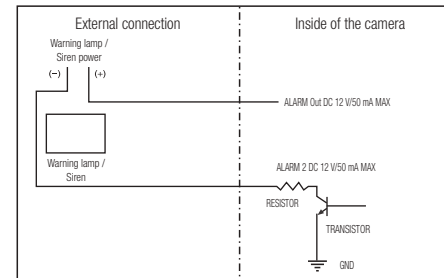 External connection
Inside of the camera
Warning lamp /
Siren power
(−)
(+)
ALARM Out DC 12 V/50 mA MAX
Warning lamp /
Siren
ALARM 2 DC 12 V/50 mA MAX
RESISTOR
TRANSISTOR
GND